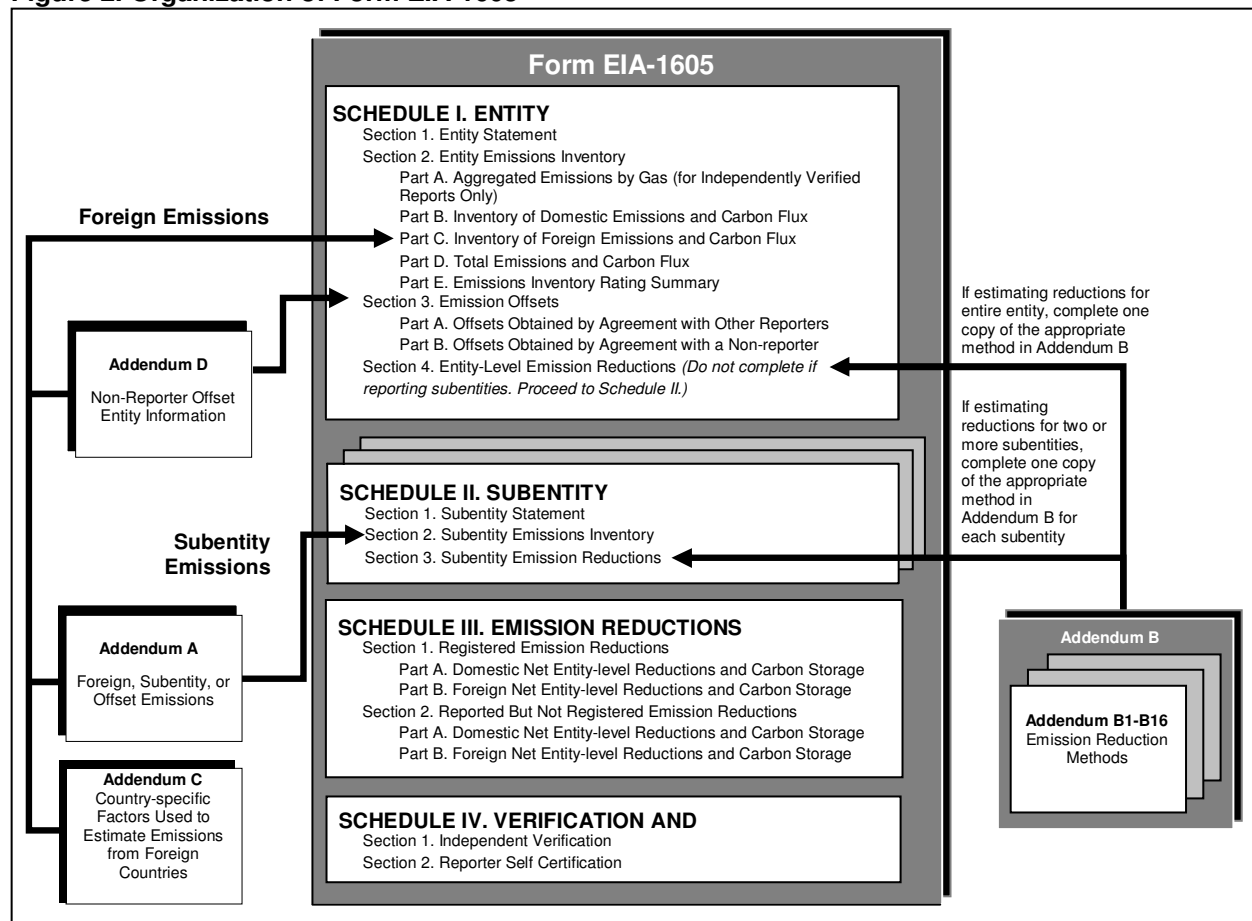 Figure 2. Organization of Form EIA-1605
Form EIA-1605
SCHEDULE I. ENTITY
Section 1. Entity Statement
Section 2. Entity Emissions Inventory
Part A. Aggregated Emissions by Gas (for Independently Verified
Reports Only)
Part B. Inventory of Domestic Emissions and Carbon Flux
Part C. Inventory of Foreign Emissions and Carbon Flux
Part D. Total Emissions and Carbon Flux
Part E. Emissions Inventory Rating Summary
Section 3. Emission Offsets
Part A. Offsets Obtained by Agreement with Other Reporters
Part B. Offsets Obtained by Agreement with a Non-reporter
Section 4. Entity-Level Emission Reductions (Do not complete if
reporting subentities. Proceed to Schedule II.)
Foreign Emissions
Addendum D
Non-Reporter Offset
Entity Information
If estimating reductions for
entire entity, complete one
copy of the appropriate
method in Addendum B
If estimating
reductions for two or
more subentities,
complete one copy
of the appropriate
method in
Addendum B for
each subentity
SCHEDULE II. SUBENTITY
Section 1. Subentity Statement
Section 2. Subentity Emissions Inventory
Section 3. Subentity Emission Reductions
Subentity
Emissions
Addendum A
Foreign, Subentity, or
Offset Emissions
SCHEDULE III. EMISSION REDUCTIONS
Section 1. Registered Emission Reductions
Part A. Domestic Net Entity-level Reductions and Carbon Storage
Part B. Foreign Net Entity-level Reductions and Carbon Storage
Section 2. Reported But Not Registered Emission Reductions
Part A. Domestic Net Entity-level Reductions and Carbon Storage
Part B. Foreign Net Entity-level Reductions and Carbon Storage
Addendum B
Addendum B1-B16
Emission Reduction
Methods
Addendum C
Country-specific
Factors Used to
Estimate Emissions
from Foreign
Countries
SCHEDULE IV. VERIFICATION AND
Section 1. Independent Verification
Section 2. Reporter Self Certification